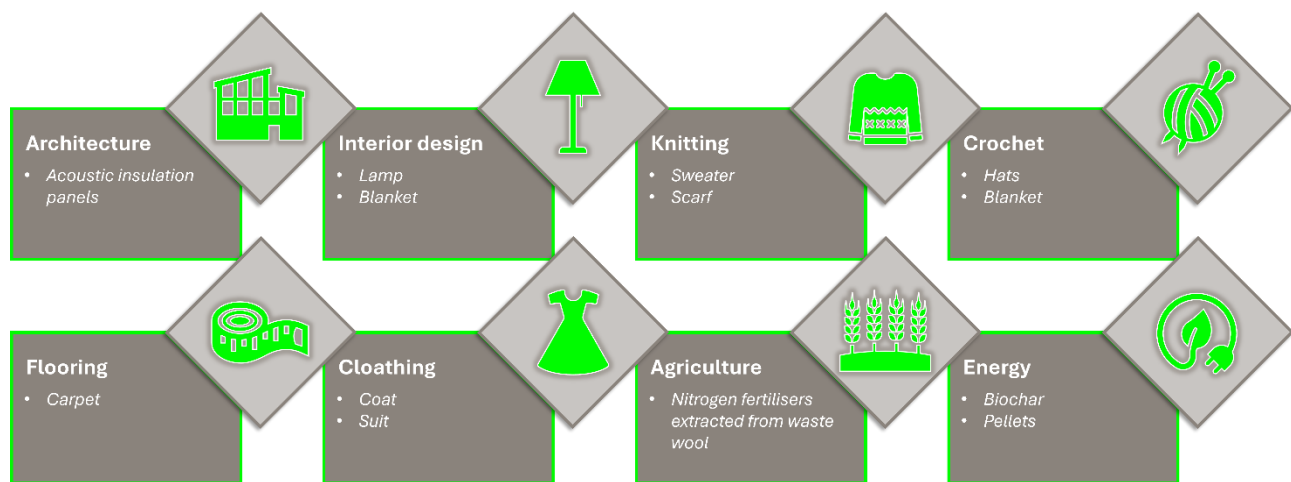 Architecture
• Acoustic insulation
panels
Interior design
• Lamp
• Blanket
Knitting
• Sweater
• Scarf
Crochet
• Hats
• Blanket
Flooring
• Carpet
Cloathing
• Coat
• Suit
Agriculture
• Nitrogen fertilisers
extracted from waste
wool
Energy
• Biochar
• Pellets